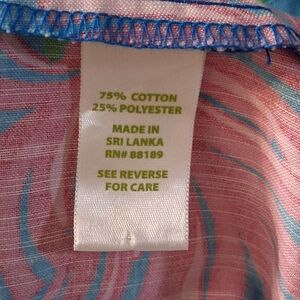 75% COTTON
25% POLYESTER
MADE IN
SRI LANKA
RN# 88189
SEE REVERSE
FOR CARE